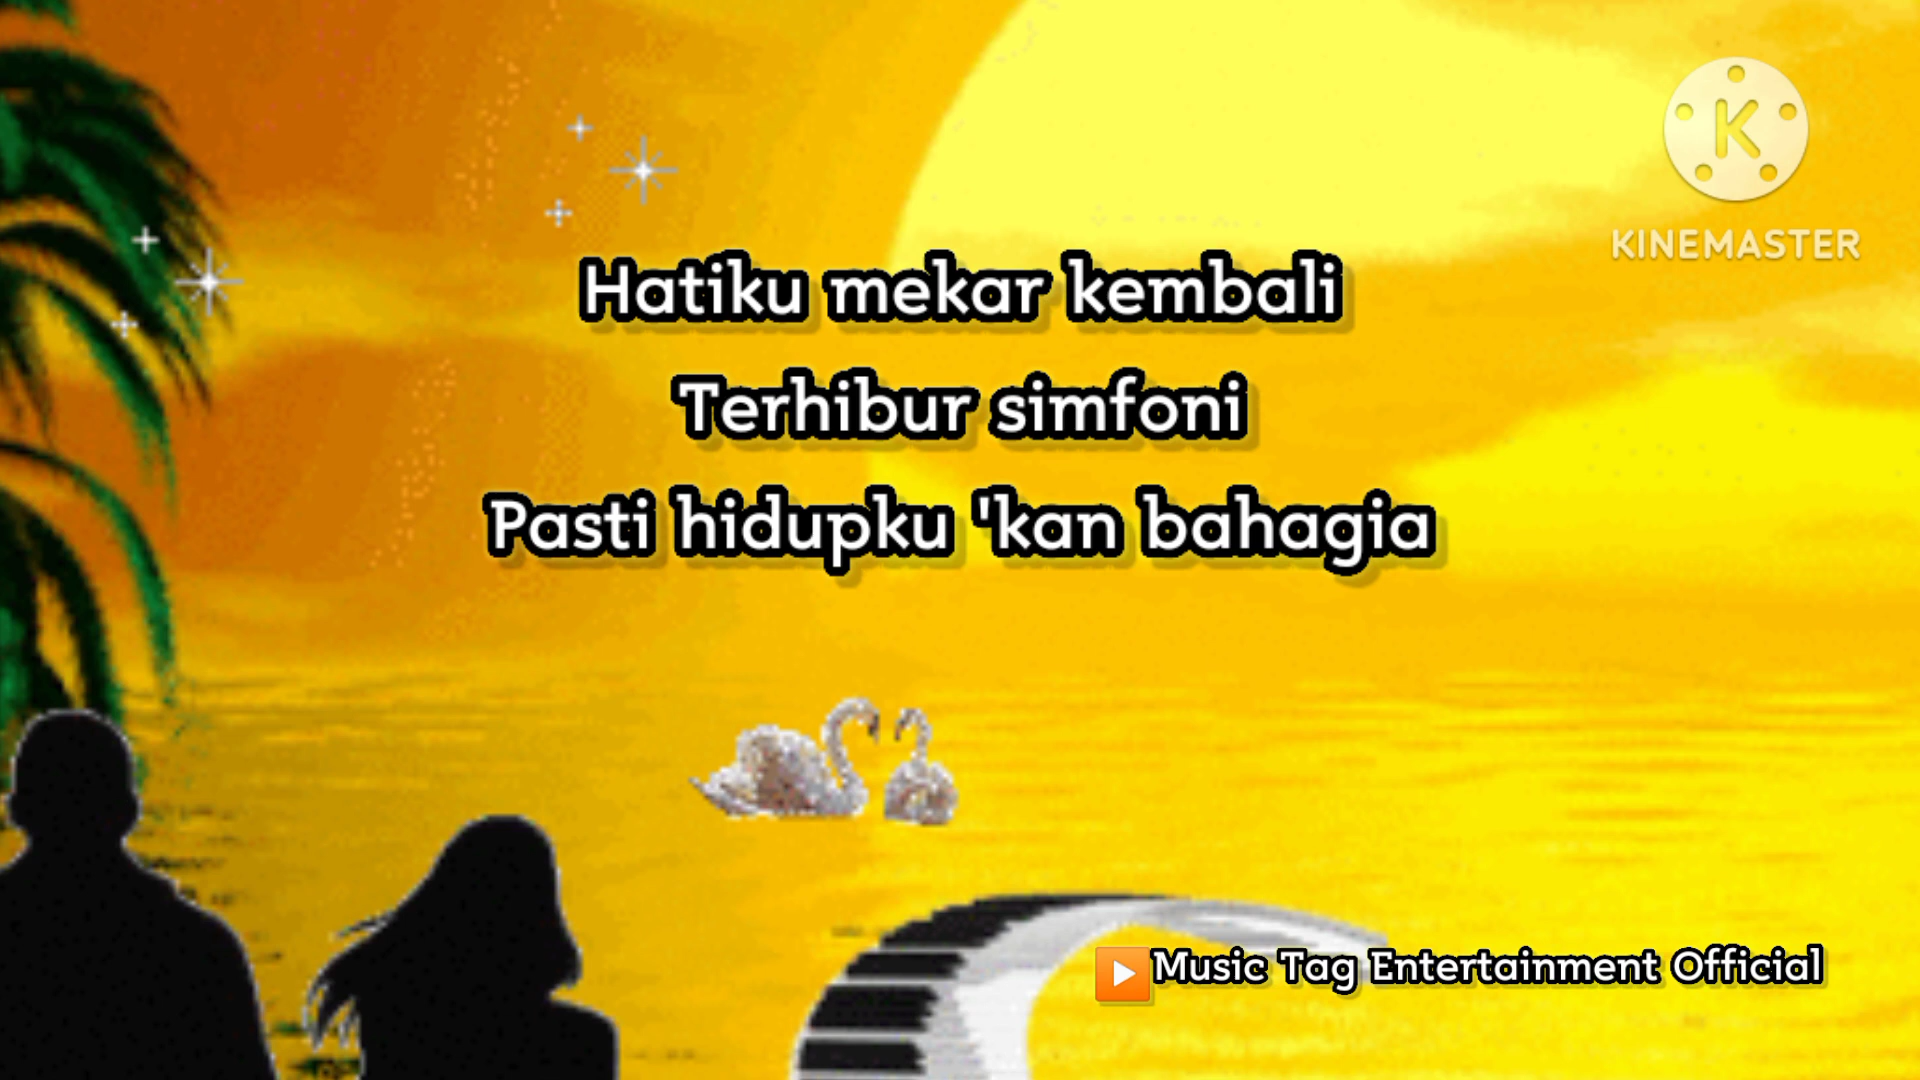 K
KINEMASTER
Hatiku mekar kembali
Terhibur simfoni
Pasti hidupku 'kan bahagia
Music Tag Entertainment Official